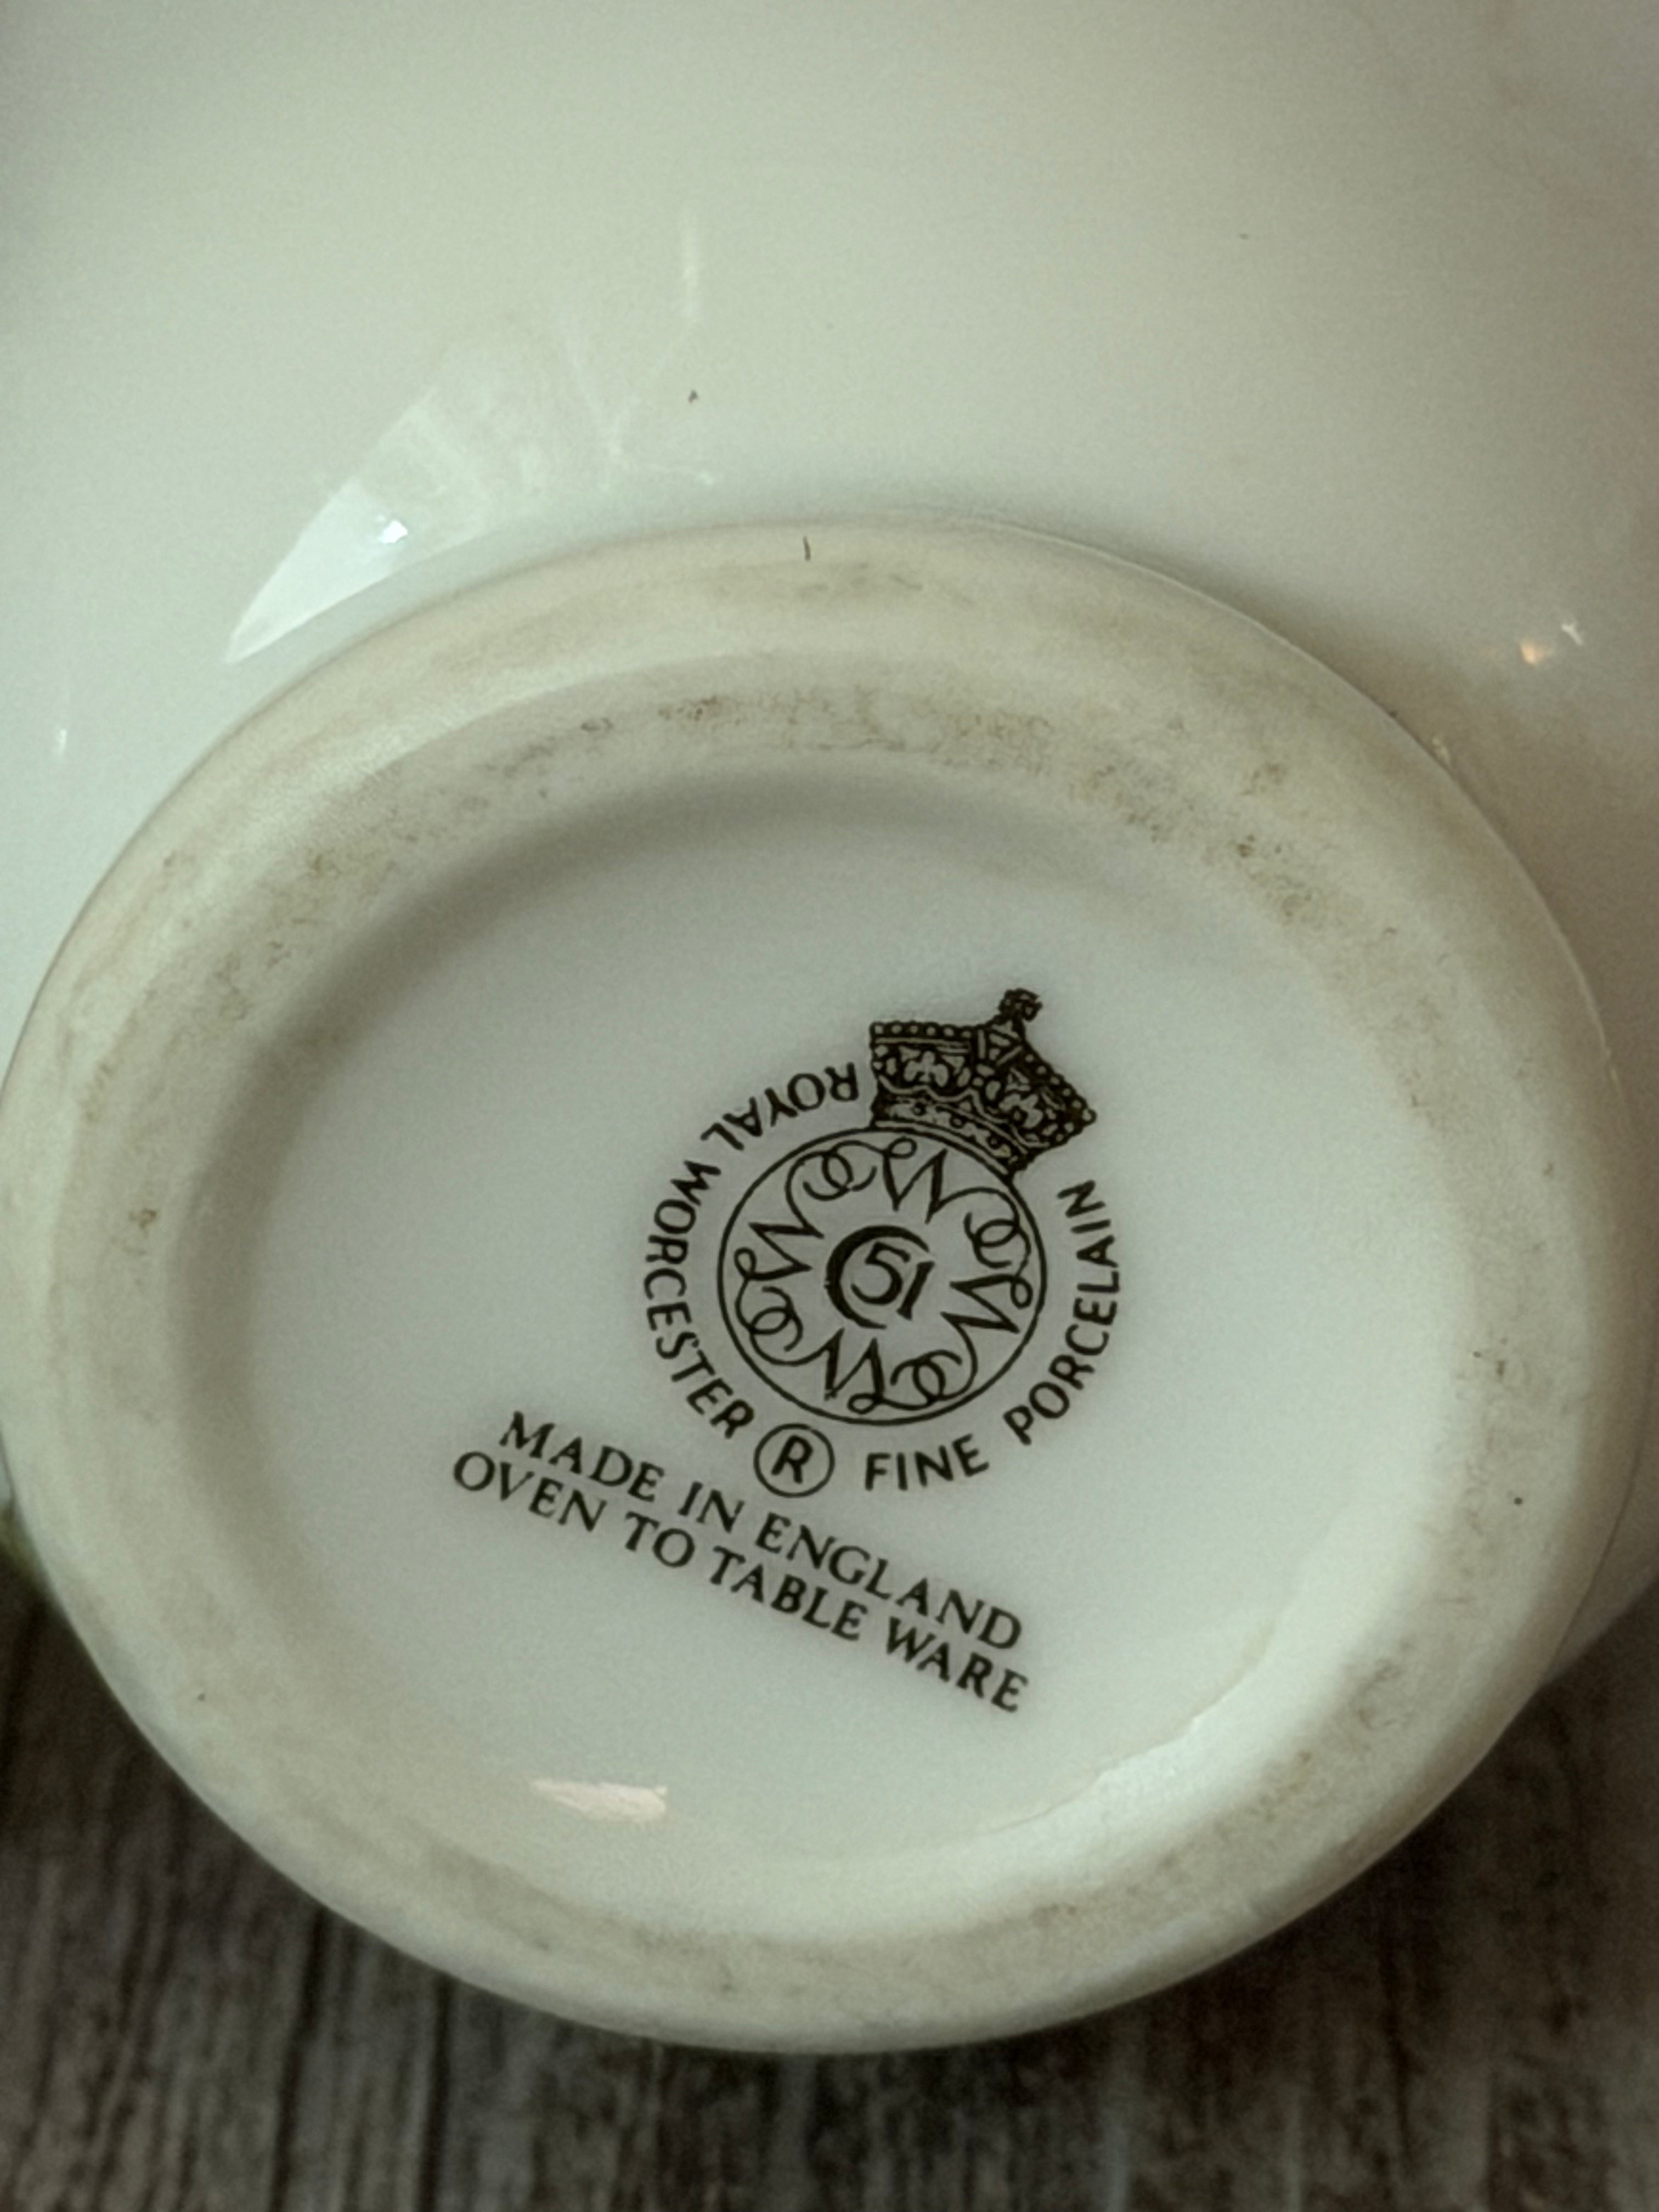 ROYAL WORCESTER ® FINE PORCELAIN
51
MADE IN ENGLAND
OVEN TO TABLE WARE